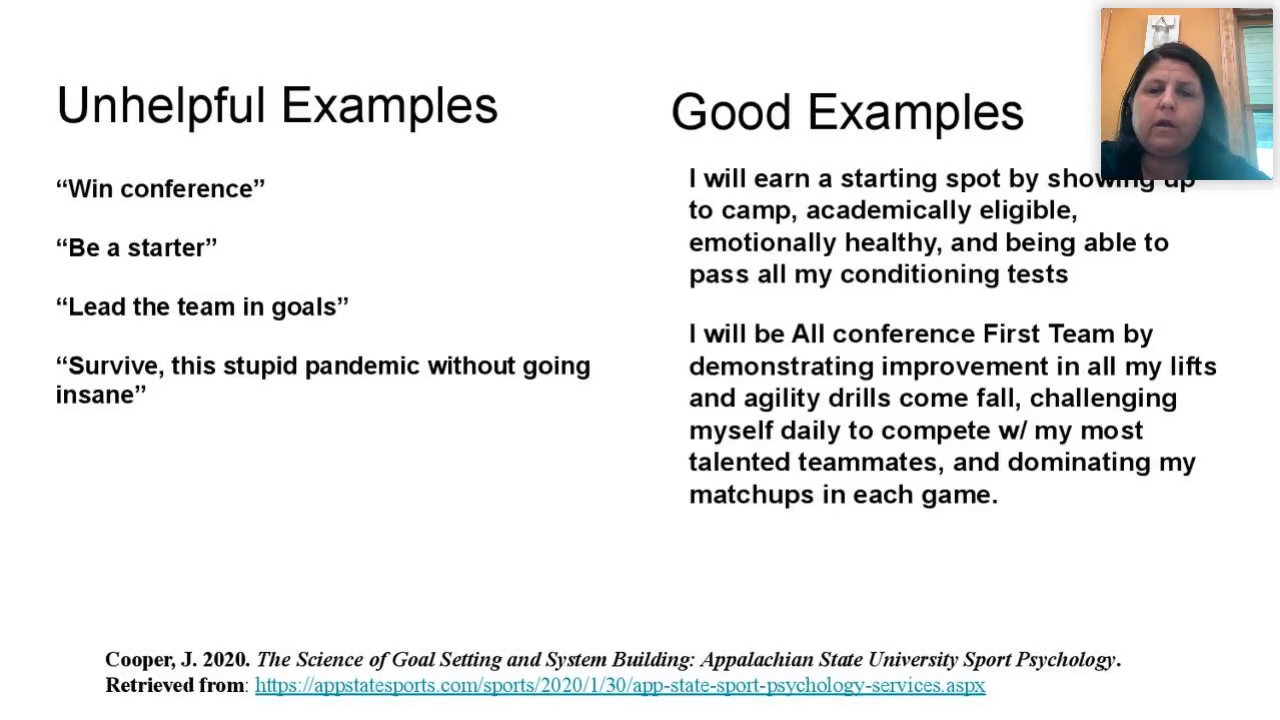 Unhelpful Examples
“Win conference”
“Be a starter”
“Lead the team in goals”
“Survive, this stupid pandemic without going
insane”
Good Examples
I will earn a starting spot by showing up
to camp, academically eligible,
emotionally healthy, and being able to
pass all my conditioning tests
I will be All conference First Team by
demonstrating improvement in all my lifts
and agility drills come fall, challenging
myself daily to compete w/ my most
talented teammates, and dominating my
matchups in each game.
Cooper, J. 2020. The Science of Goal Setting and System Building: Appalachian State University Sport Psychology.
Retrieved from: https://appstatesports.com/sports/2020/1/30/app-state-sport-psychology-services.aspx